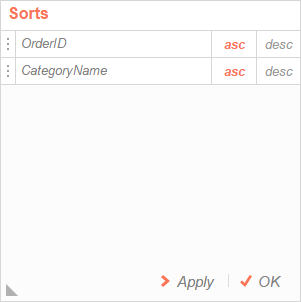 Sorts
OrderID asc desc
CategoryName asc desc
Apply OK